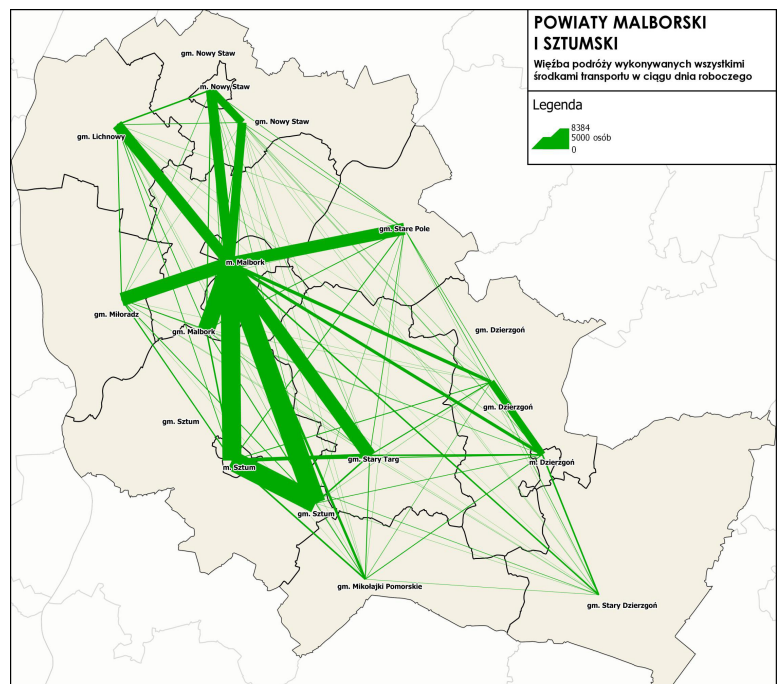 POWIATY MALBORSKI
I SZTUMSKI
Więźba podróży wykonywanych wszystkimi
środkami transportu w ciągu dnia roboczego
Legenda
8384
5000 osób
0
gm. Nowy Staw
m. Nowy Staw
gm. Nowy Staw
gm. Lichnowy
gm. Stare Pole
m. Malbork
gm. Miłoradz
gm. Malbork
gm. Dzierzgoń
gm. Dzierzgoń
gm. Sztum
gm. Stary Targ
m. Dzierzgoń
m. Sztum
gm. Sztum
gm. Mikołajki Pomorskie
gm. Stary Dzierzgoń